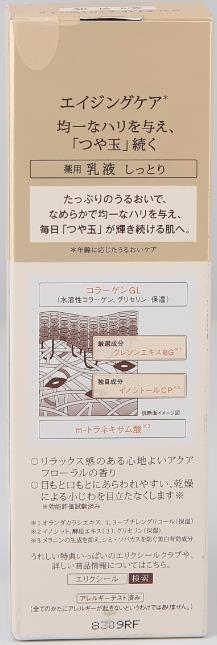 エイジングケア*
均一なハリを与え、
「つや玉」続く
薬用 乳液 しっとり
たっぷりのうるおいで、
なめらかで均一なハリを与え、
毎日「つや玉」が輝き続ける肌へ。
*年齢に応じたうるおいケア
コラーゲンGL
(水溶性コラーゲン、グリセリン:保湿)
厳選成分
クレソンエキスBG※1
独自成分
イノシトールCP※2
肌断面イメージ図
m-トラネキサム酸※3
○リラックス感のある心地よいアクア
フローラルの香り
○目もと口もとにあらわれやすい、乾燥
による小じわを目立たなくします※
※効能評価試験済み
※1 オランダカラシエキス、1,3-ブチレングリコール(保湿)
※2 イノシット、酵母エキス(3)、グリセリン(保湿)
※3 メラニンの生成を抑え、シミ・ソバカスを防ぐ美白有効成分
うれしい特典いっぱいのエリクシールクラブや、
詳しい商品情報についてはこちら。
エリクシール 検索
アレルギーテスト済み
(全てのかたにアレルギーが起きないというわけではありません。)
8309RF